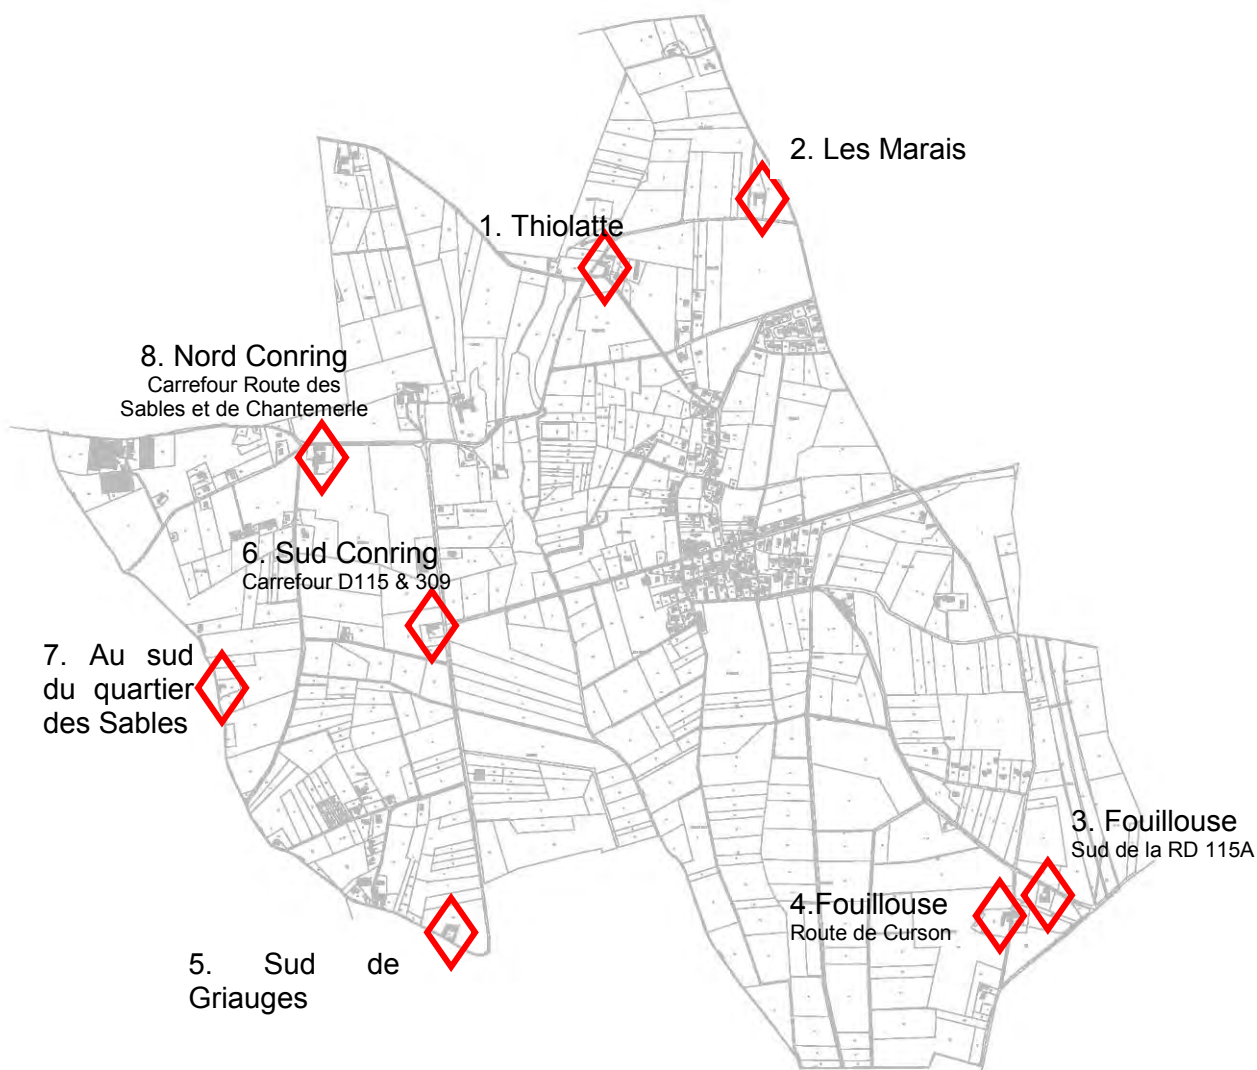 2. Les Marais
1. Thiolatte
8. Nord Conring
Carrefour Route des
Sables et de Chantemerle
6. Sud Conring
Carrefour D115 & 309
7. Au sud
du quartier
des Sables
3. Fouillouse
Sud de la RD 115A
4.Fouillouse
Route de Curson
5. Sud de
Griauges